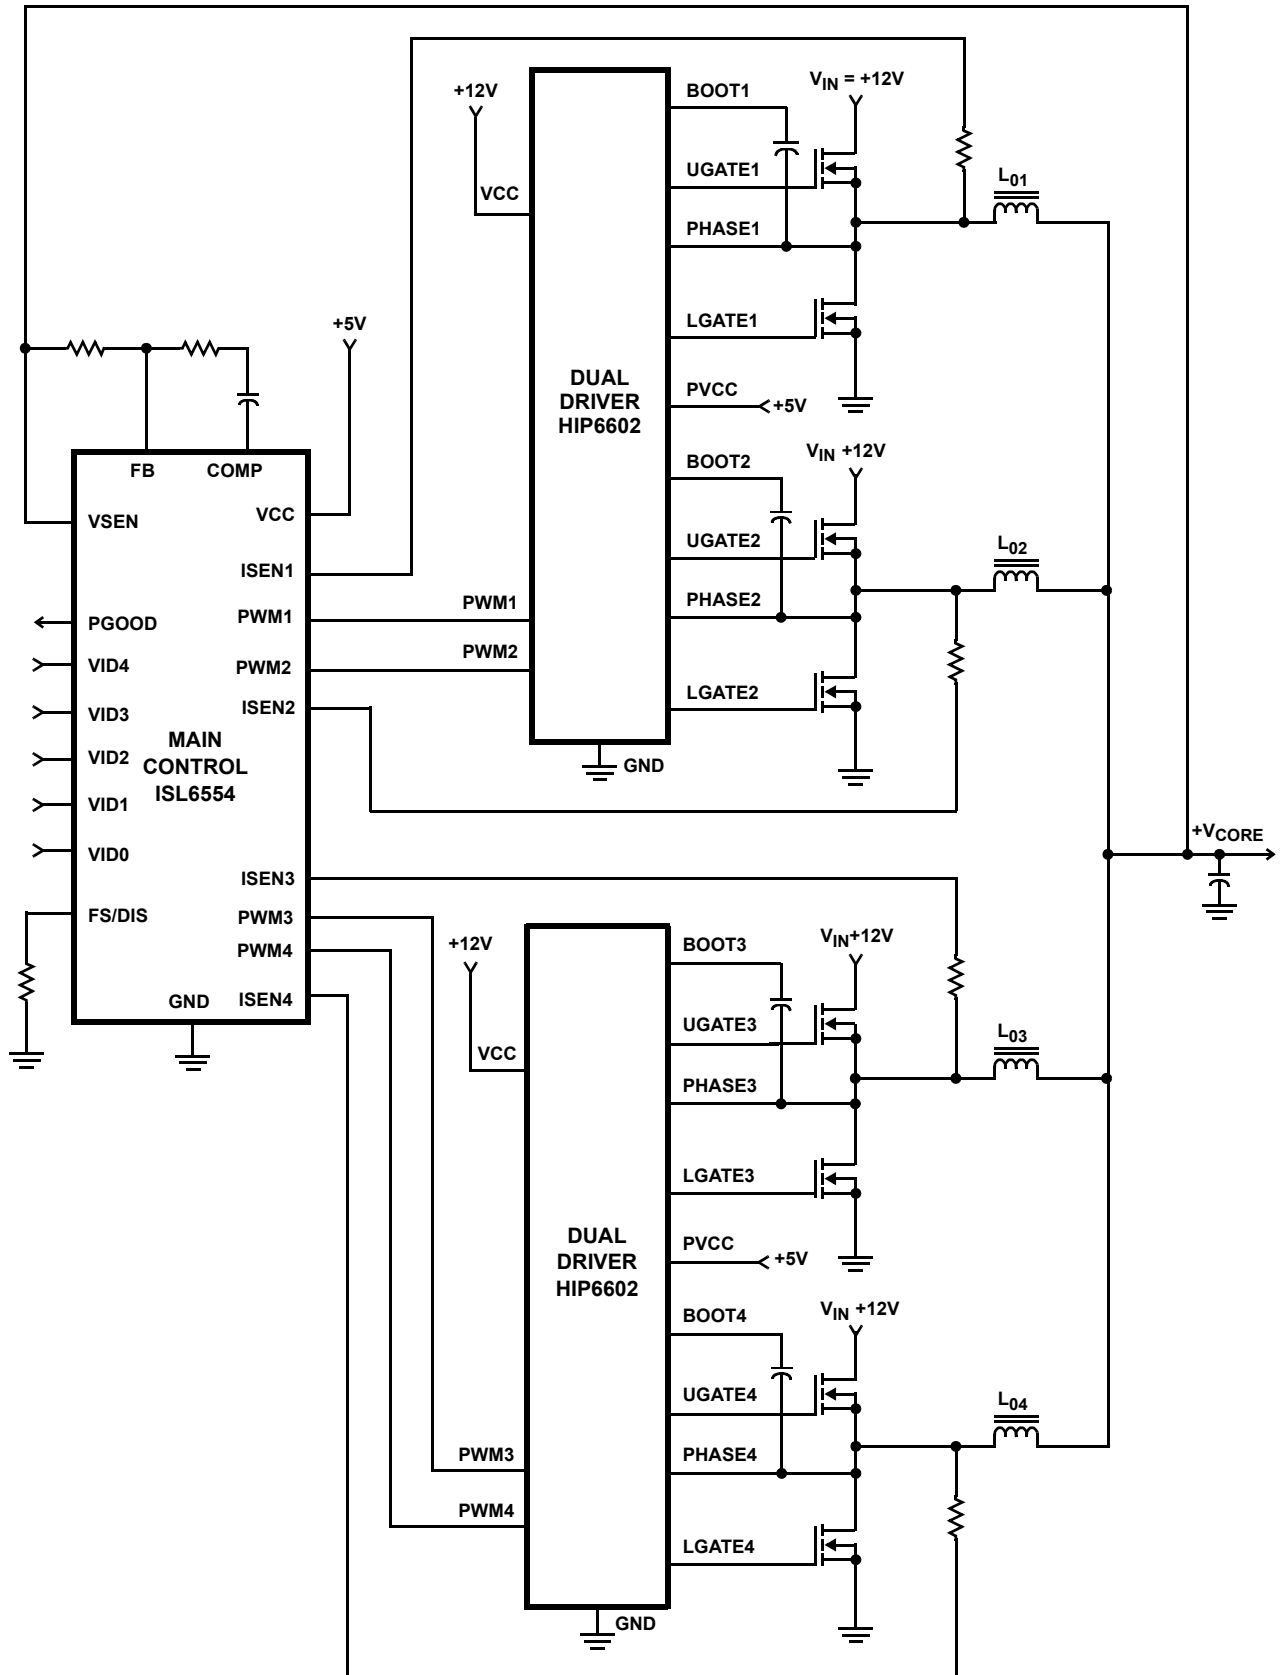 +12V
VCC
BOOT1
VIN = +12V
UGATE1
PHASE1
L01
LGATE1
DUAL
DRIVER
HIP6602
PVCC
+5V
BOOT2
VIN +12V
UGATE2
PHASE2
L02
LGATE2
GND
PWM1
PWM2
+5V
FB
COMP
VSEN
VCC
ISEN1
PGOOD
PWM1
VID4
PWM2
VID3
ISEN2
VID2
MAIN
CONTROL
ISL6554
VID1
VID0
ISEN3
FS/DIS
PWM3
PWM4
GND
ISEN4
+VCORE
+12V
VCC
BOOT3
VIN+12V
UGATE3
PHASE3
L03
LGATE3
DUAL
DRIVER
HIP6602
PVCC
+5V
BOOT4
VIN +12V
UGATE4
L04
PHASE4
PWM3
PWM4
LGATE4
GND